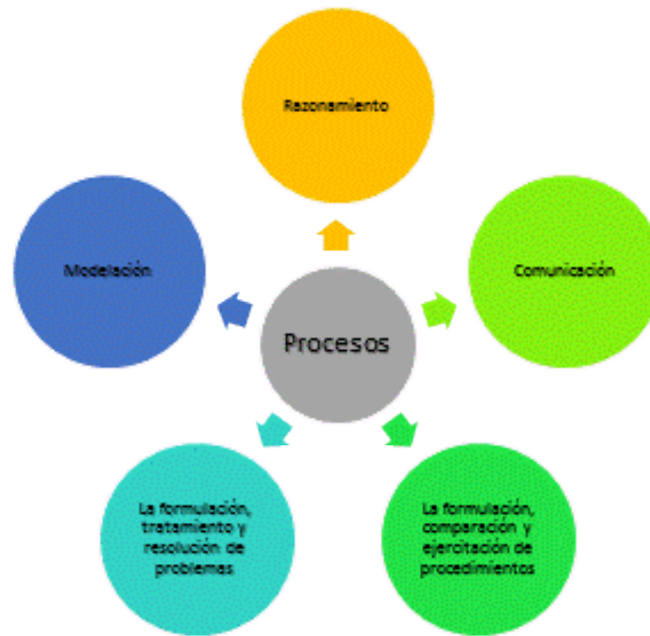 Razonamiento
Modelación
Comunicación
Procesos
La formulación,
tratamiento y
resolución de
problemas
La formulación,
comparación y
ejercitación de
procedimientos